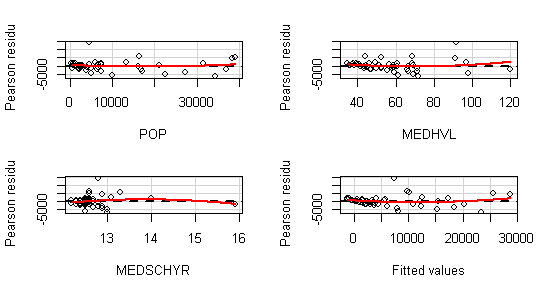 Pearson residu
-5000
0 10000 30000
POP
Pearson residu
-5000
40 60 80 100 120
MEDHVL
Pearson residu
-5000
13 14 15 16
MEDSCHYR
Pearson residu
-5000
0 10000 20000 30000
Fitted values